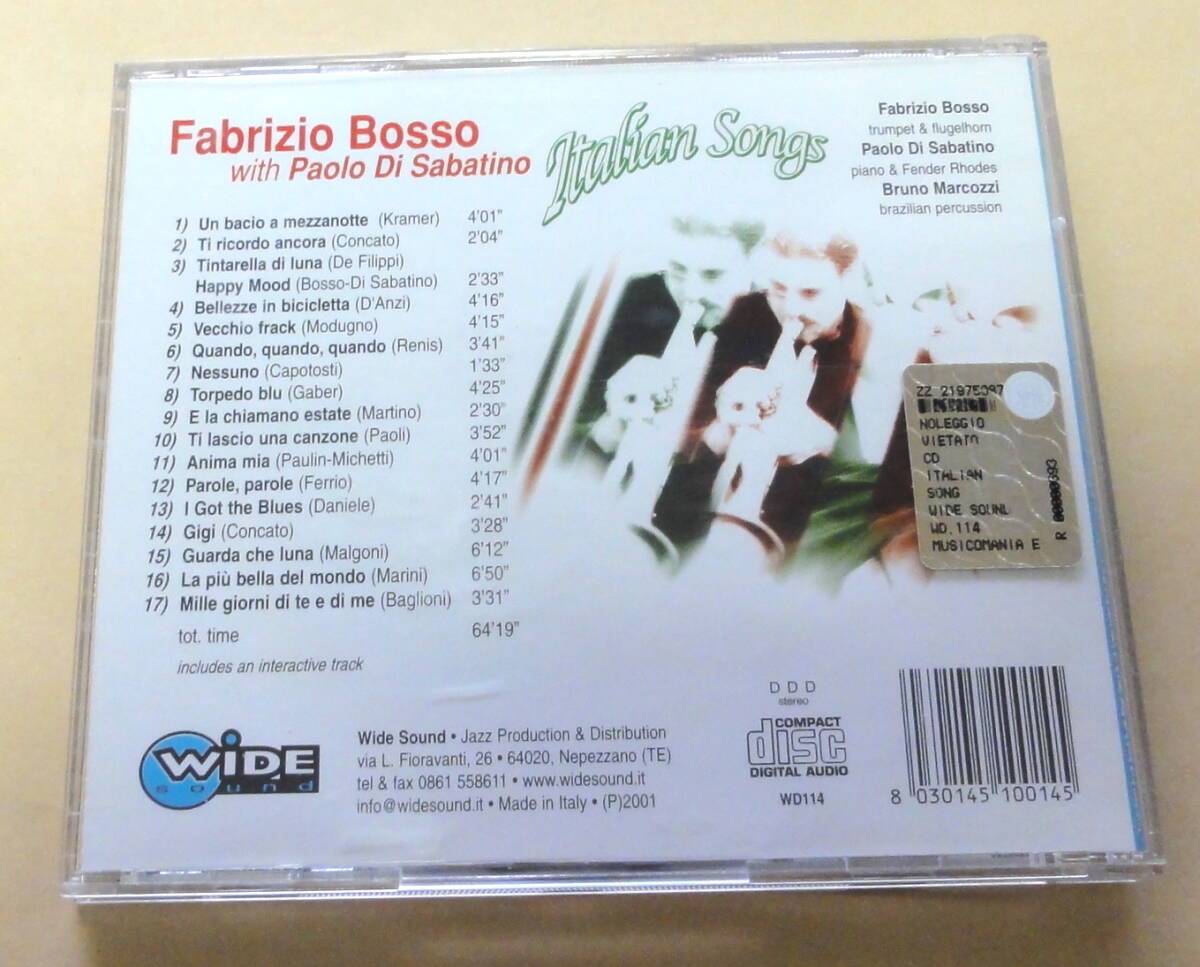 Fabrizio Bosso
with Paolo Di Sabatino
Italian Songs
Fabrizio Bosso
trumpet & flugelhorn
Paolo Di Sabatino
piano & Fender Rhodes
Bruno Marcozzi
brazilian percussion
1) Un bacio a mezzanotte (Kramer) 4'01"
2) Ti ricordo ancora (Concato) 2'04"
3) Tintarella di luna (De Filippi)
Happy Mood (Bosso-Di Sabatino) 2'33"
4) Bellezze in bicicletta (D'Anzi) 4'16"
5) Vecchio frack (Modugno) 4'15"
6) Quando, quando, quando (Renis) 3'41"
7) Nessuno (Capotosti) 1'33"
8) Torpedo blu (Gaber) 4'25"
9) E la chiamano estate (Martino) 2'30"
10) Ti lascio una canzone (Paoli) 3'52"
11) Anima mia (Paulin-Michetti) 4'01"
12) Parole, parole (Ferrio) 4'17"
13) I Got the Blues (Daniele) 2'41"
14) Gigi (Concato) 3'28"
15) Guarda che luna (Malgoni) 6'12"
16) La più bella del mondo (Marini) 6'50"
17) Mille giorni di te e di me (Baglioni) 3'31"
tot. time 64'19"
includes an interactive track
NOLEGGIO
VIETATO
CD
ITALIAN
SONG
WIDE SOUND
WD.114
MUSICOMANIA E
WIDE
sound
Wide Sound • Jazz Production & Distribution
via L. Fioravanti, 26 • 64020, Nepezzano (TE)
tel & fax 0861 558611 • www.widesound.it
info@widesound.it • Made in Italy • (P)2001
D D D
stereo
COMPACT
disc
DIGITAL AUDIO
WD114
8 030145 100145